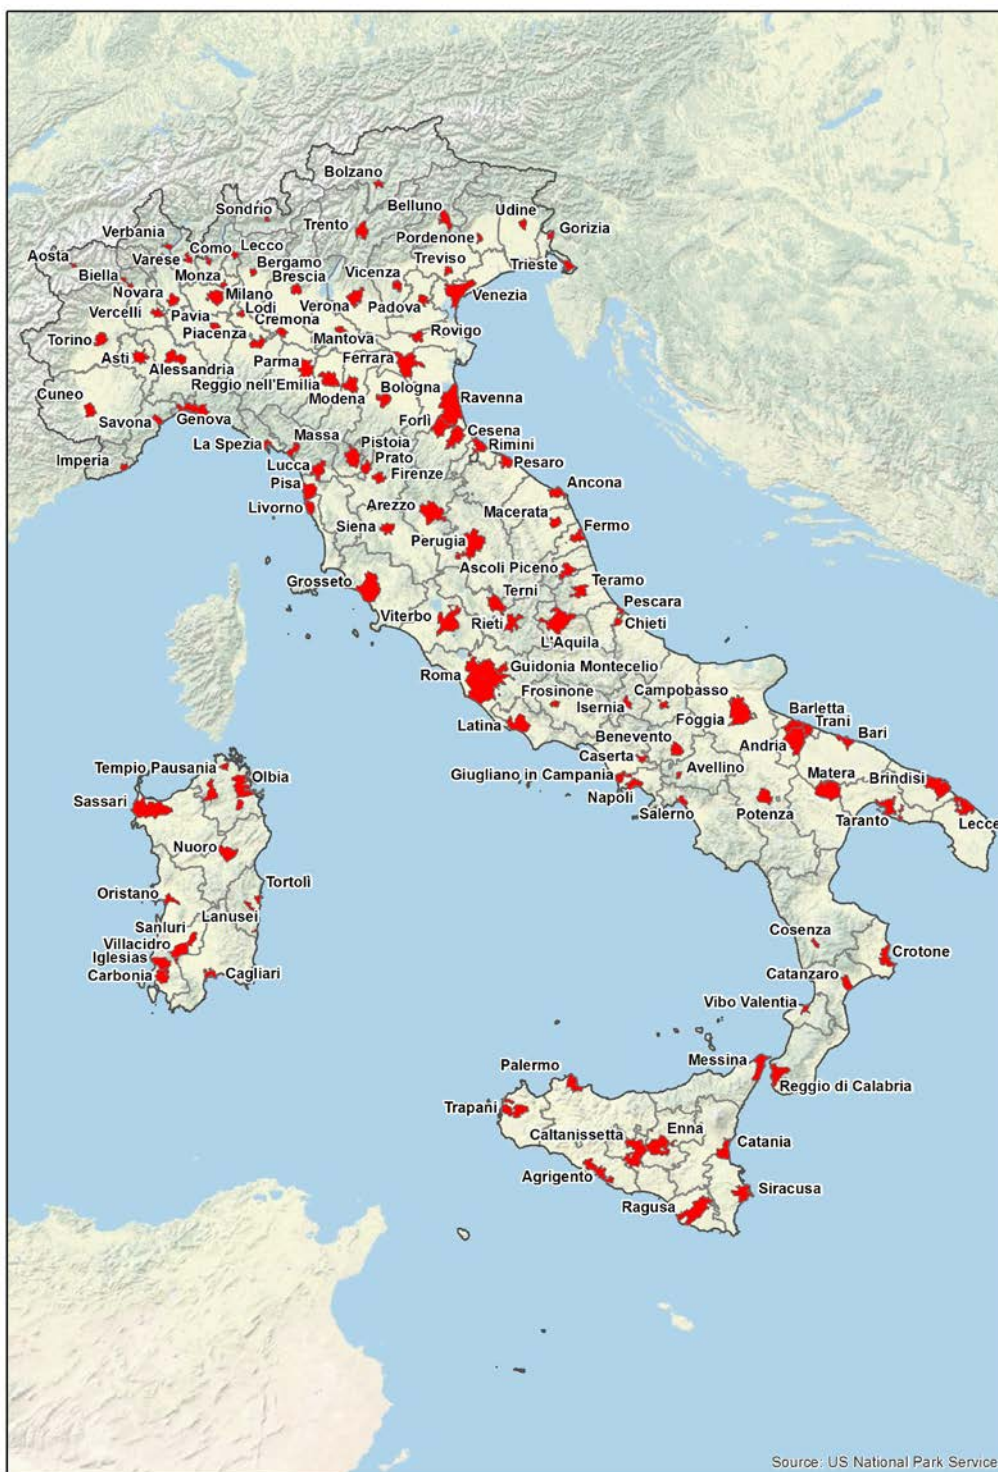 Bolzano
Sondrio
Belluno
Udine
Trento
Gorizia
Verbania
Pordenone
Como
Lecco
Treviso
Aosta
Varese
Bergamo
Trieste
Biella
Monza
Brescia
Vicenza
Novara
Milano
Verona
Padova
Venezia
Vercelli
Pavia
Lodi
Cremona
Torino
Piacenza
Mantova
Rovigo
Asti
Parma
Ferrara
Alessandria
Reggio nell'Emilia
Bologna
Cuneo
Modena
Ravenna
Savona
Genova
Forlì
Cesena
La Spezia
Massa
Pistoia
Rimini
Imperia
Lucca
Prato
Pesaro
Pisa
Firenze
Ancona
Livorno
Arezzo
Macerata
Siena
Fermo
Perugia
Ascoli Piceno
Grosseto
Terni
Teramo
Viterbo
Rieti
Pescara
Chieti
L'Aquila
Roma
Guidonia Montecelio
Frosinone
Campobasso
Isernia
Latina
Foggia
Barletta
Trani
Benevento
Andria
Bari
Caserta
Avellino
Tempio Pausania
Olbia
Giugliano in Campania
Matera
Brindisi
Sassari
Napoli
Salerno
Potenza
Taranto
Lecce
Nuoro
Tortolì
Oristano
Lanusei
Sanluri
Villacidro
Iglesias
Carbonia
Cagliari
Cosenza
Crotone
Catanzaro
Vibo Valentia
Messina
Palermo
Reggio di Calabria
Trapani
Caltanissetta
Enna
Catania
Agrigento
Siracusa
Ragusa
Source: US National Park Service